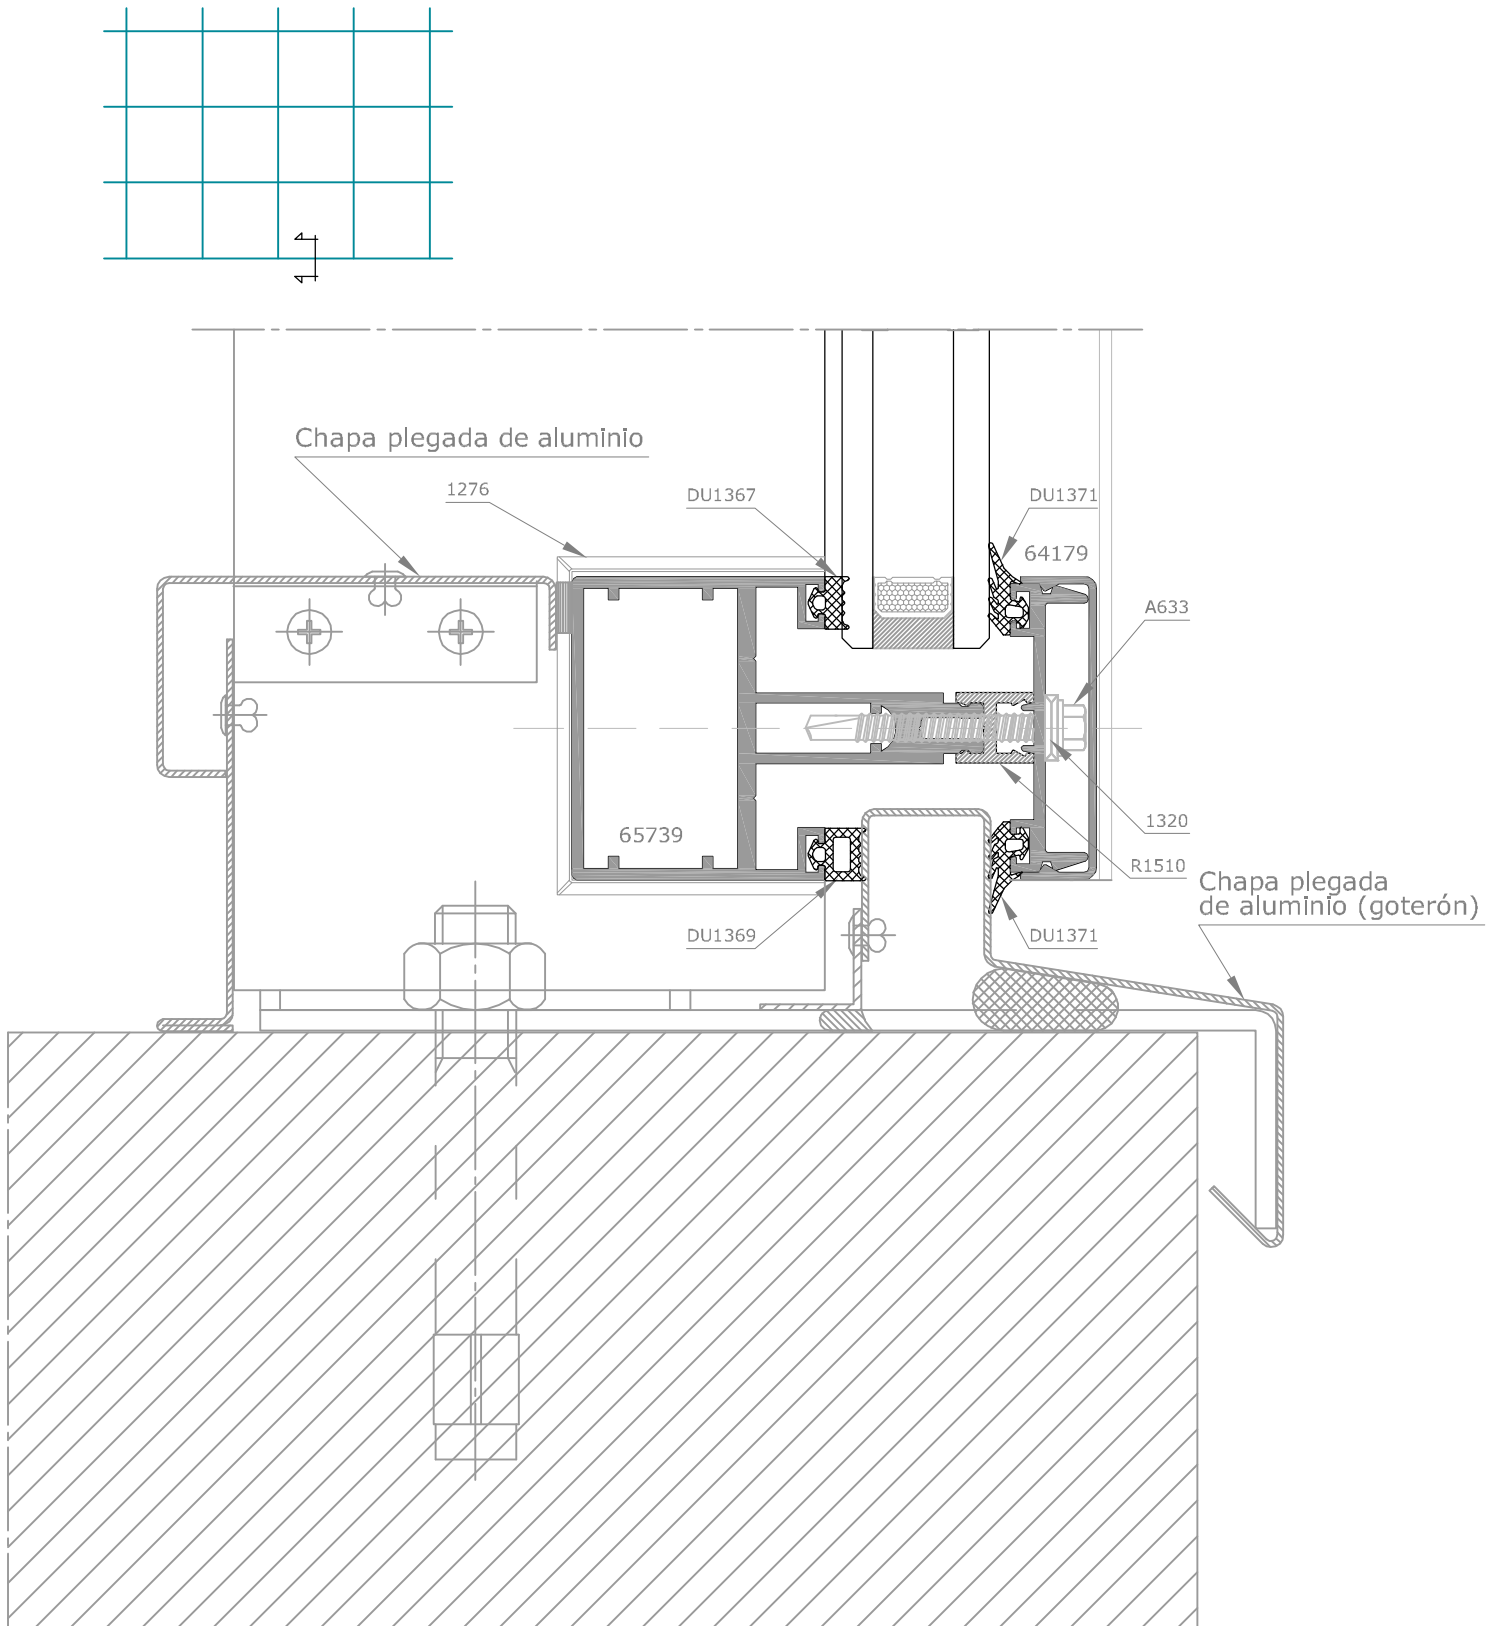 Chapa plegada de aluminio
1276
DU1367
DU1371
64179
A633
65739
1320
R1510
Chapa plegada
de aluminio (goterón)
DU1369
DU1371